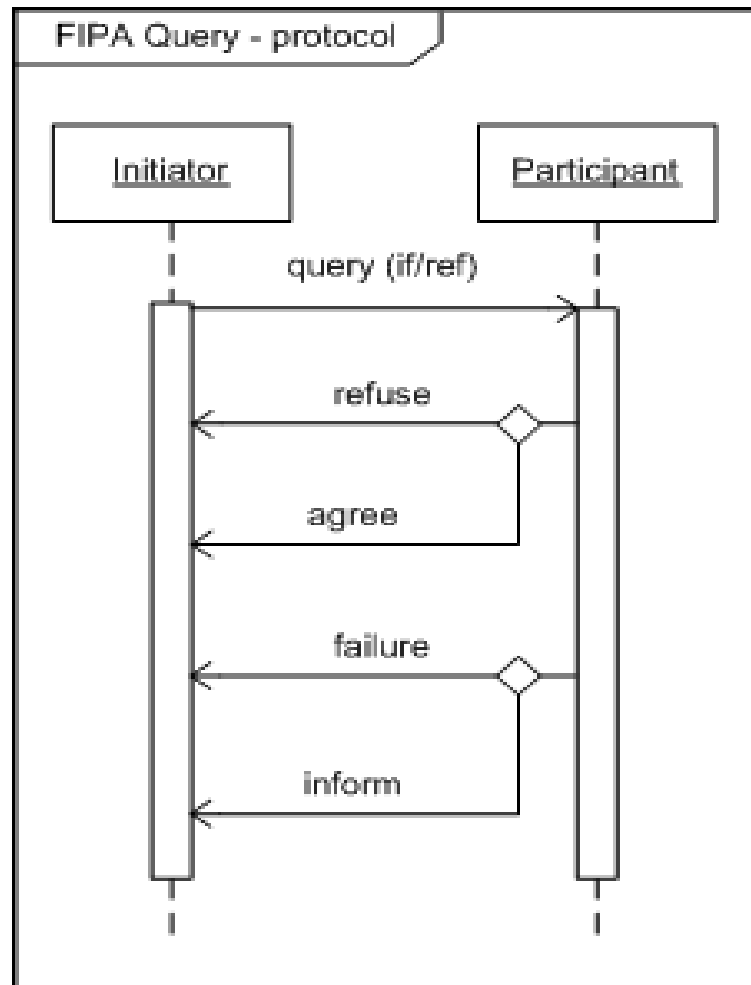 FIPA Query - protocol
Initiator
Participant
query (if/ref)
refuse
agree
failure
inform